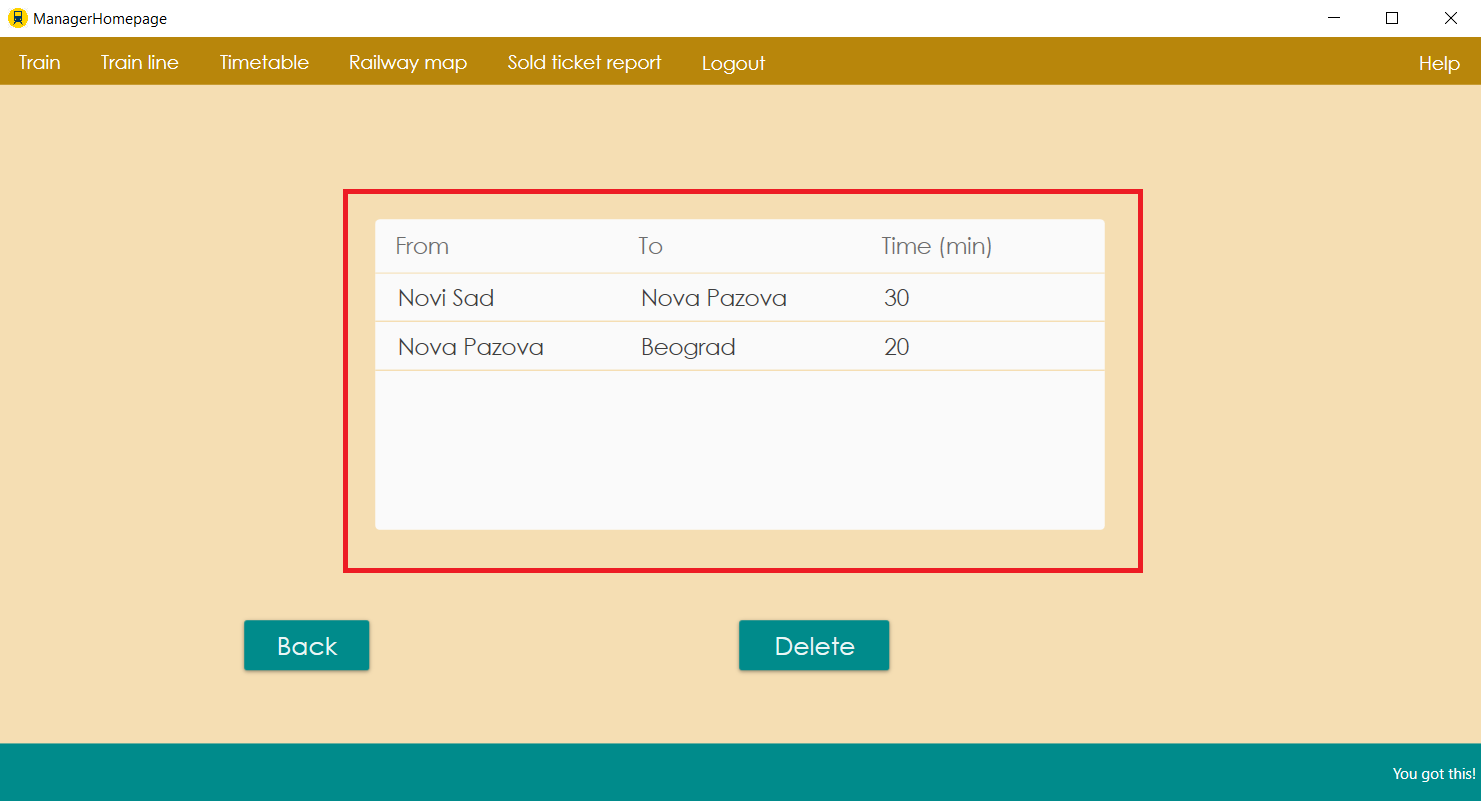 ManagerHomepage
Train Train line Timetable Railway map Sold ticket report Logout Help
From To Time (min)
Novi Sad Nova Pazova 30
Nova Pazova Beograd 20
Back Delete
You got this!